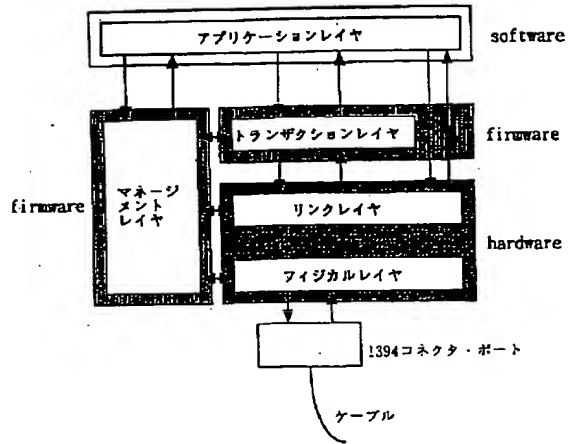 アプリケーションレイヤ
software
トランザクションレイヤ
firmware
firmware
マネージ
メント
レイヤ
リンクレイヤ
hardware
フィジカルレイヤ
1394コネクタ・ポート
ケーブル